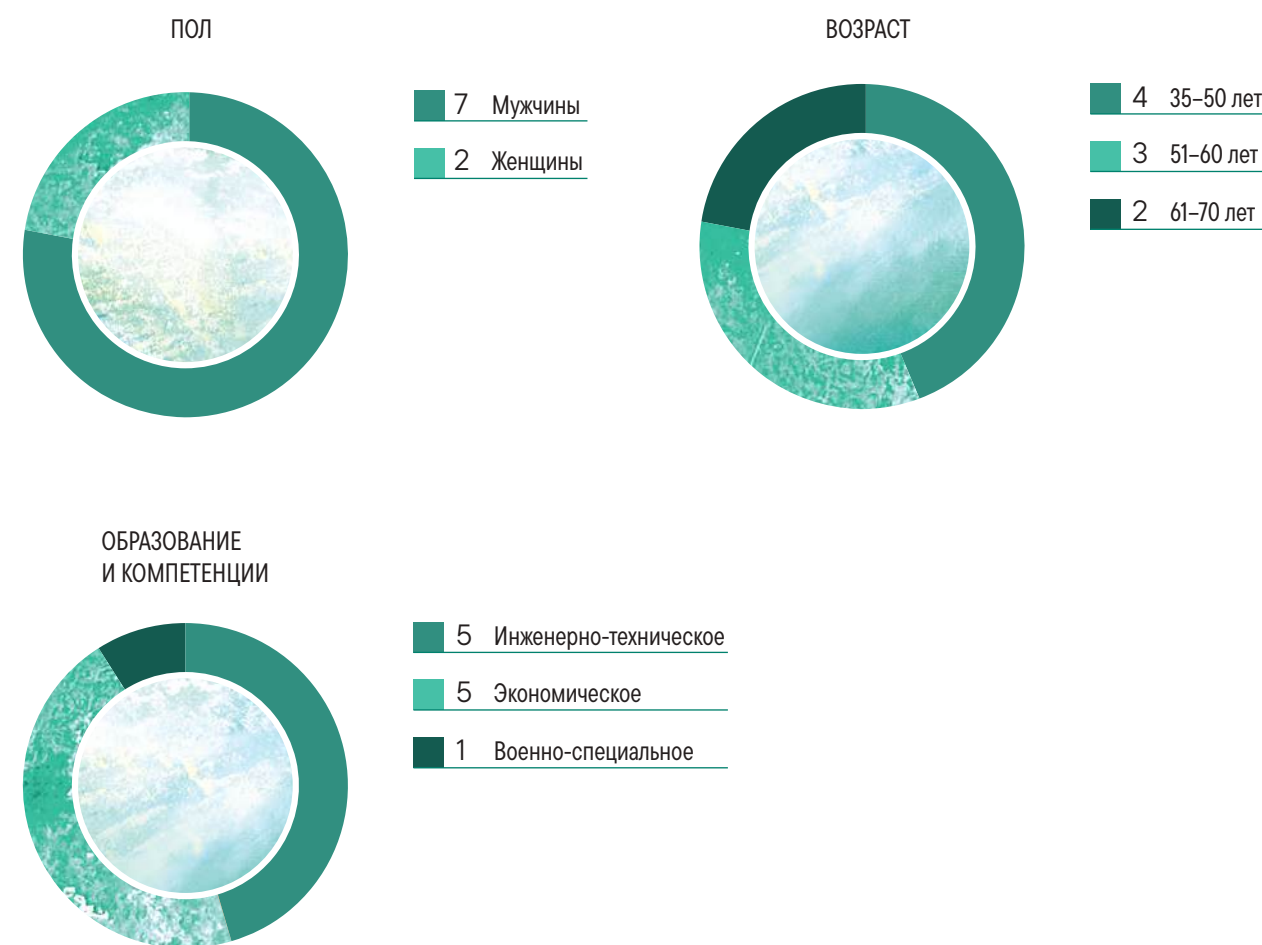 ПОЛ
7 Мужчины
2 Женщины
ВОЗРАСТ
4 35–50 лет
3 51–60 лет
2 61–70 лет
ОБРАЗОВАНИЕ
И КОМПЕТЕНЦИИ
5 Инженерно-техническое
5 Экономическое
1 Военно-специальное